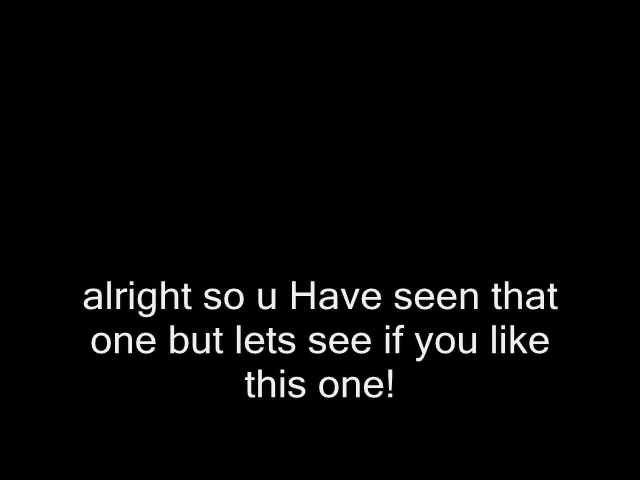 alright so u Have seen that
one but lets see if you like
this one!